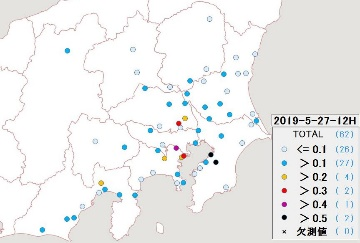 2019-5-27-12H
TOTAL (62)
<= 0.1 (26)
> 0.1 (27)
> 0.2 ( 4)
> 0.3 ( 2)
> 0.4 ( 1)
> 0.5 ( 2)
× 欠測値 ( 0)